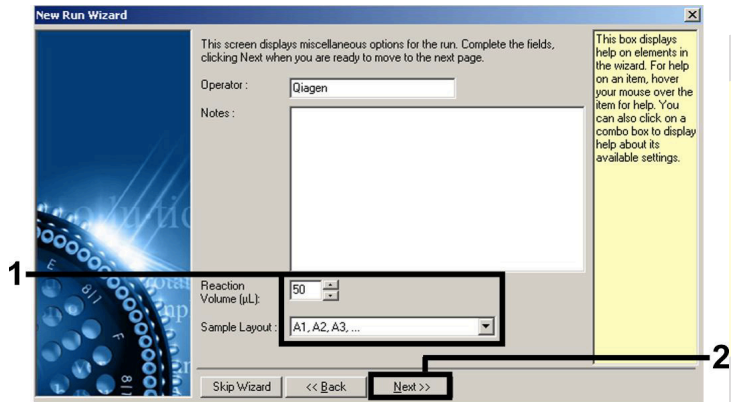 New Run Wizard
This screen displays miscellaneous options for the run. Complete the fields,
clicking Next when you are ready to move to the next page.
Operator :
Qiagen
Notes :
Reaction
Volume (µL):
50
Sample Layout :
A1, A2, A3, ...
Skip Wizard
<< Back
Next >>
This box displays
help on elements in
the wizard. For help
on an item, hover
your mouse over the
item for help. You
can also click on a
combo box to display
help about its
available settings.
1
2